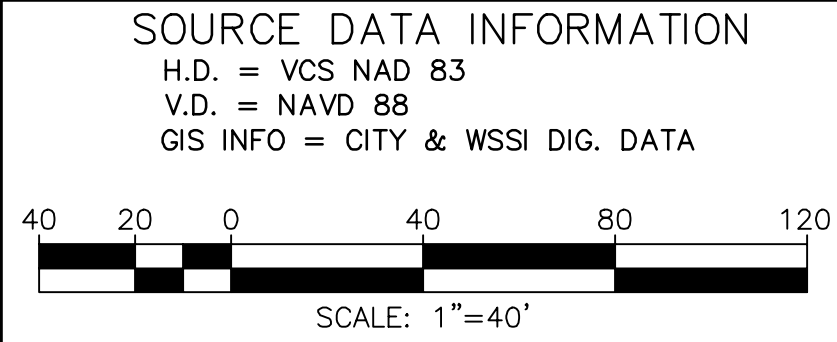 SOURCE DATA INFORMATION
H.D. = VCS NAD 83
V.D. = NAVD 88
GIS INFO = CITY & WSSI DIG. DATA
40 20 0 40 80 120
SCALE: 1"=40'